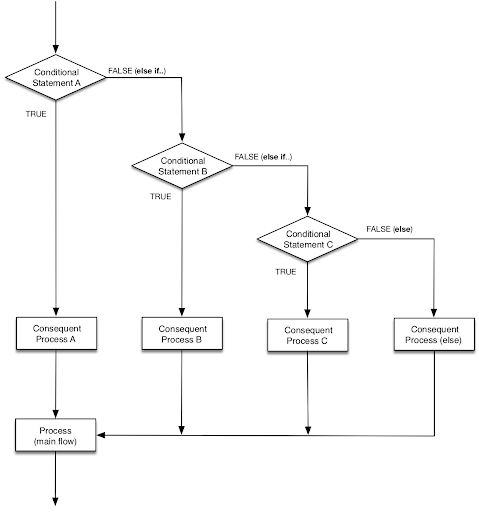 Conditional
Statement A
FALSE (else if..)
TRUE
Conditional
Statement B
FALSE (else if..)
TRUE
Conditional
Statement C
FALSE (else)
TRUE
Consequent
Process A
Consequent
Process B
Consequent
Process C
Consequent
Process (else)
Process
(main flow)